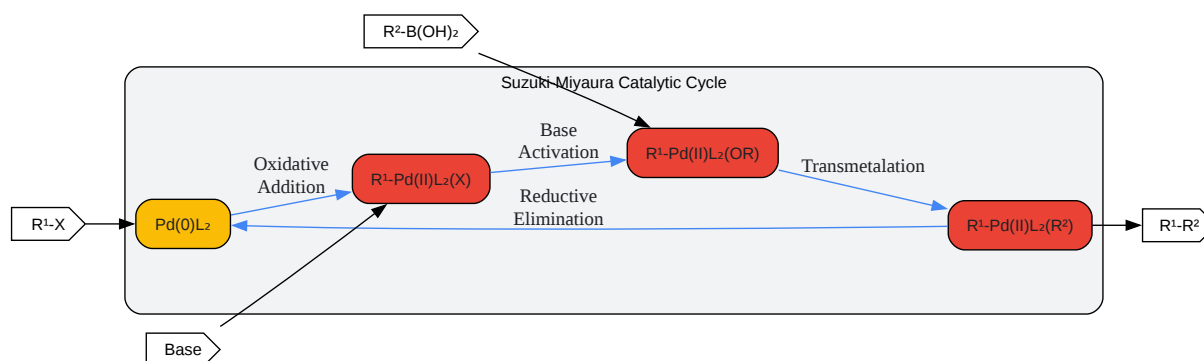 R²-B(OH)₂
Suzuki-Miyaura Catalytic Cycle
Base
Activation
R¹-Pd(II)L₂(OR)
Oxidative
Addition
R¹-Pd(II)L₂(X)
Transmetalation
Reductive
Elimination
R¹-X
Pd(0)L₂
R¹-Pd(II)L₂(R²)
R¹-R²
Base